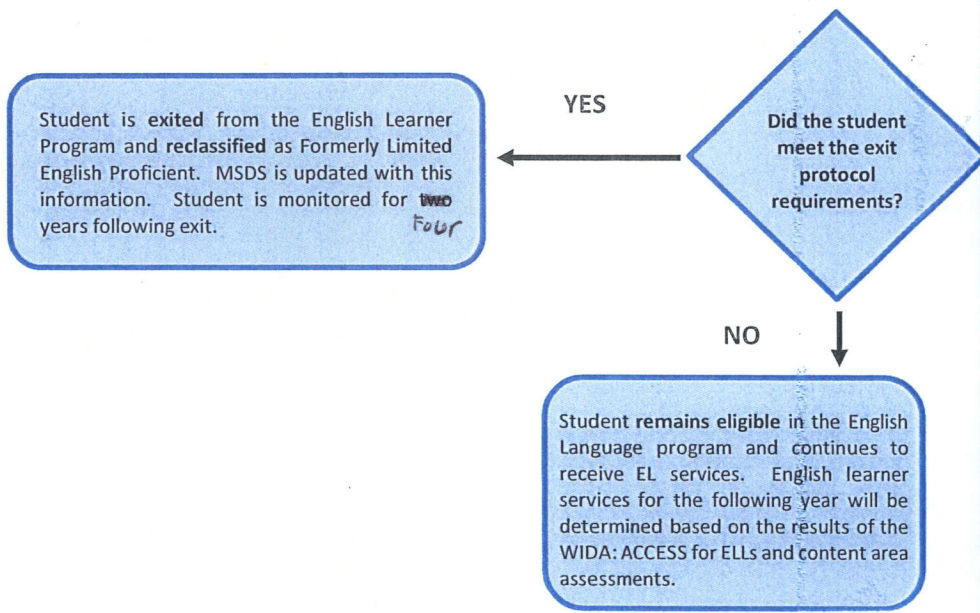 Did the student
meet the exit
protocol
requirements?
YES
Student is exited from the English Learner
Program and reclassified as Formerly Limited
English Proficient. MSDS is updated with this
information. Student is monitored for two
years following exit. Four
NO
Student remains eligible in the English
Language program and continues to
receive EL services. English learner
services for the following year will be
determined based on the results of the
WIDA: ACCESS for ELLs and content area
assessments.